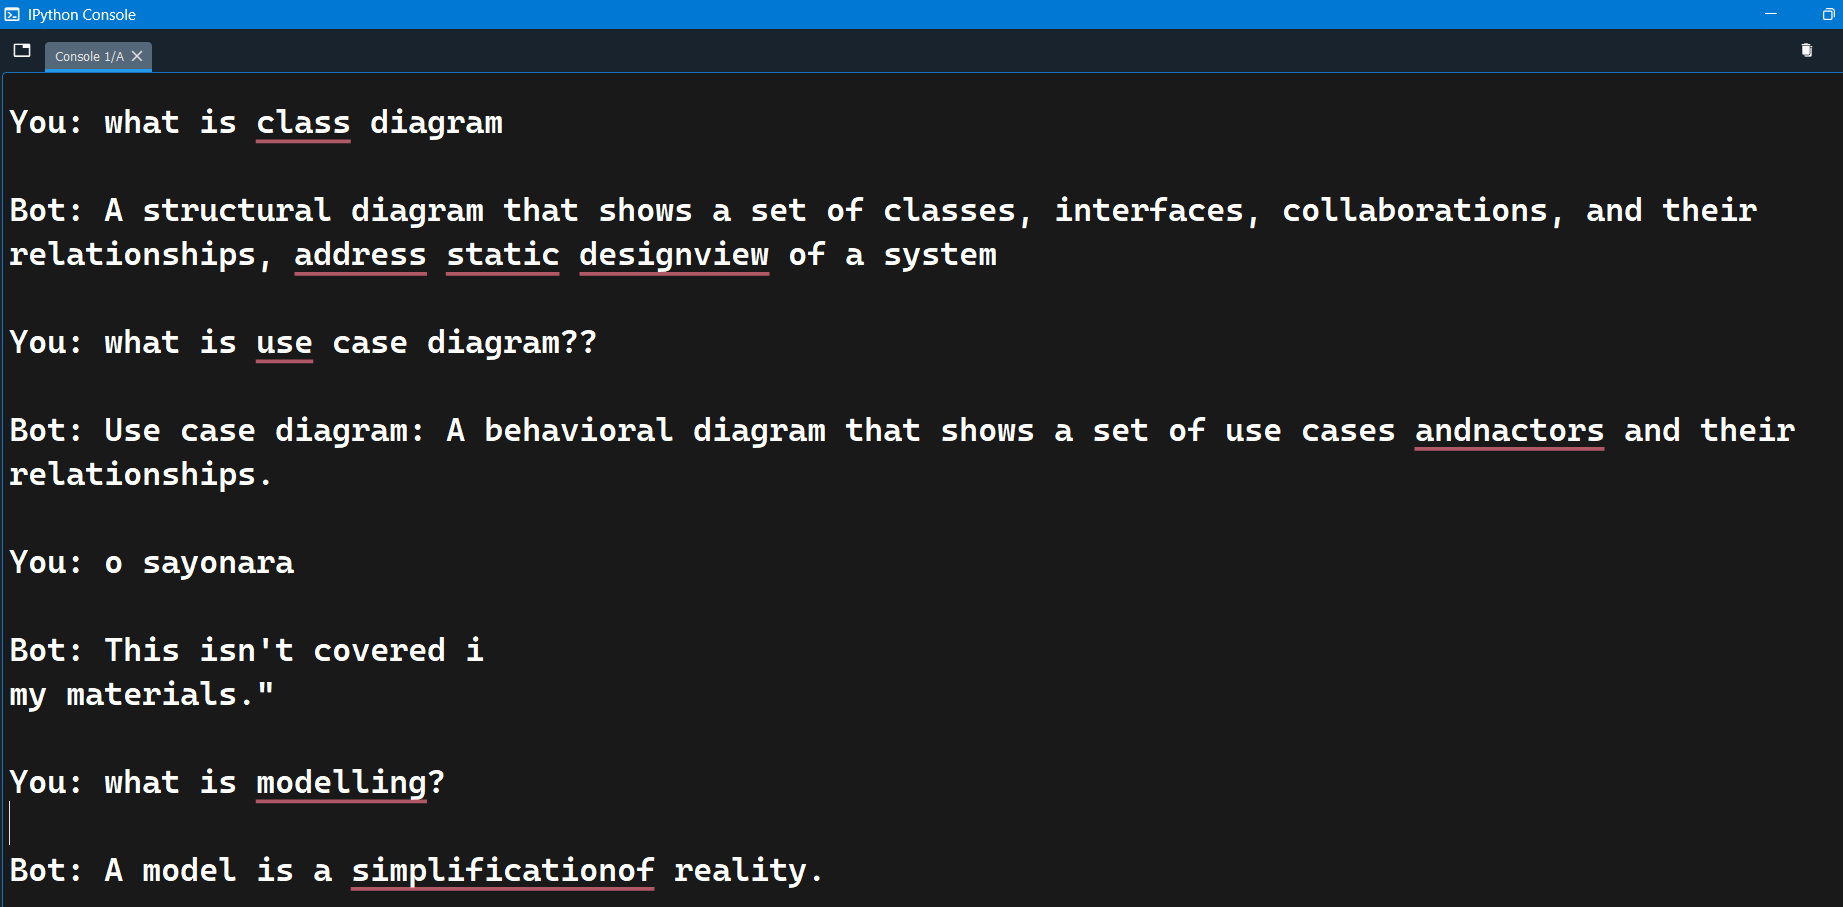 IPython Console
Console 1/A
You: what is class diagram
Bot: A structural diagram that shows a set of classes, interfaces, collaborations, and their
relationships, address static designview of a system
You: what is use case diagram??
Bot: Use case diagram: A behavioral diagram that shows a set of use cases andnactors and their
relationships.
You: o sayonara
Bot: This isn't covered i
my materials."
You: what is modelling?
Bot: A model is a simplificationof reality.